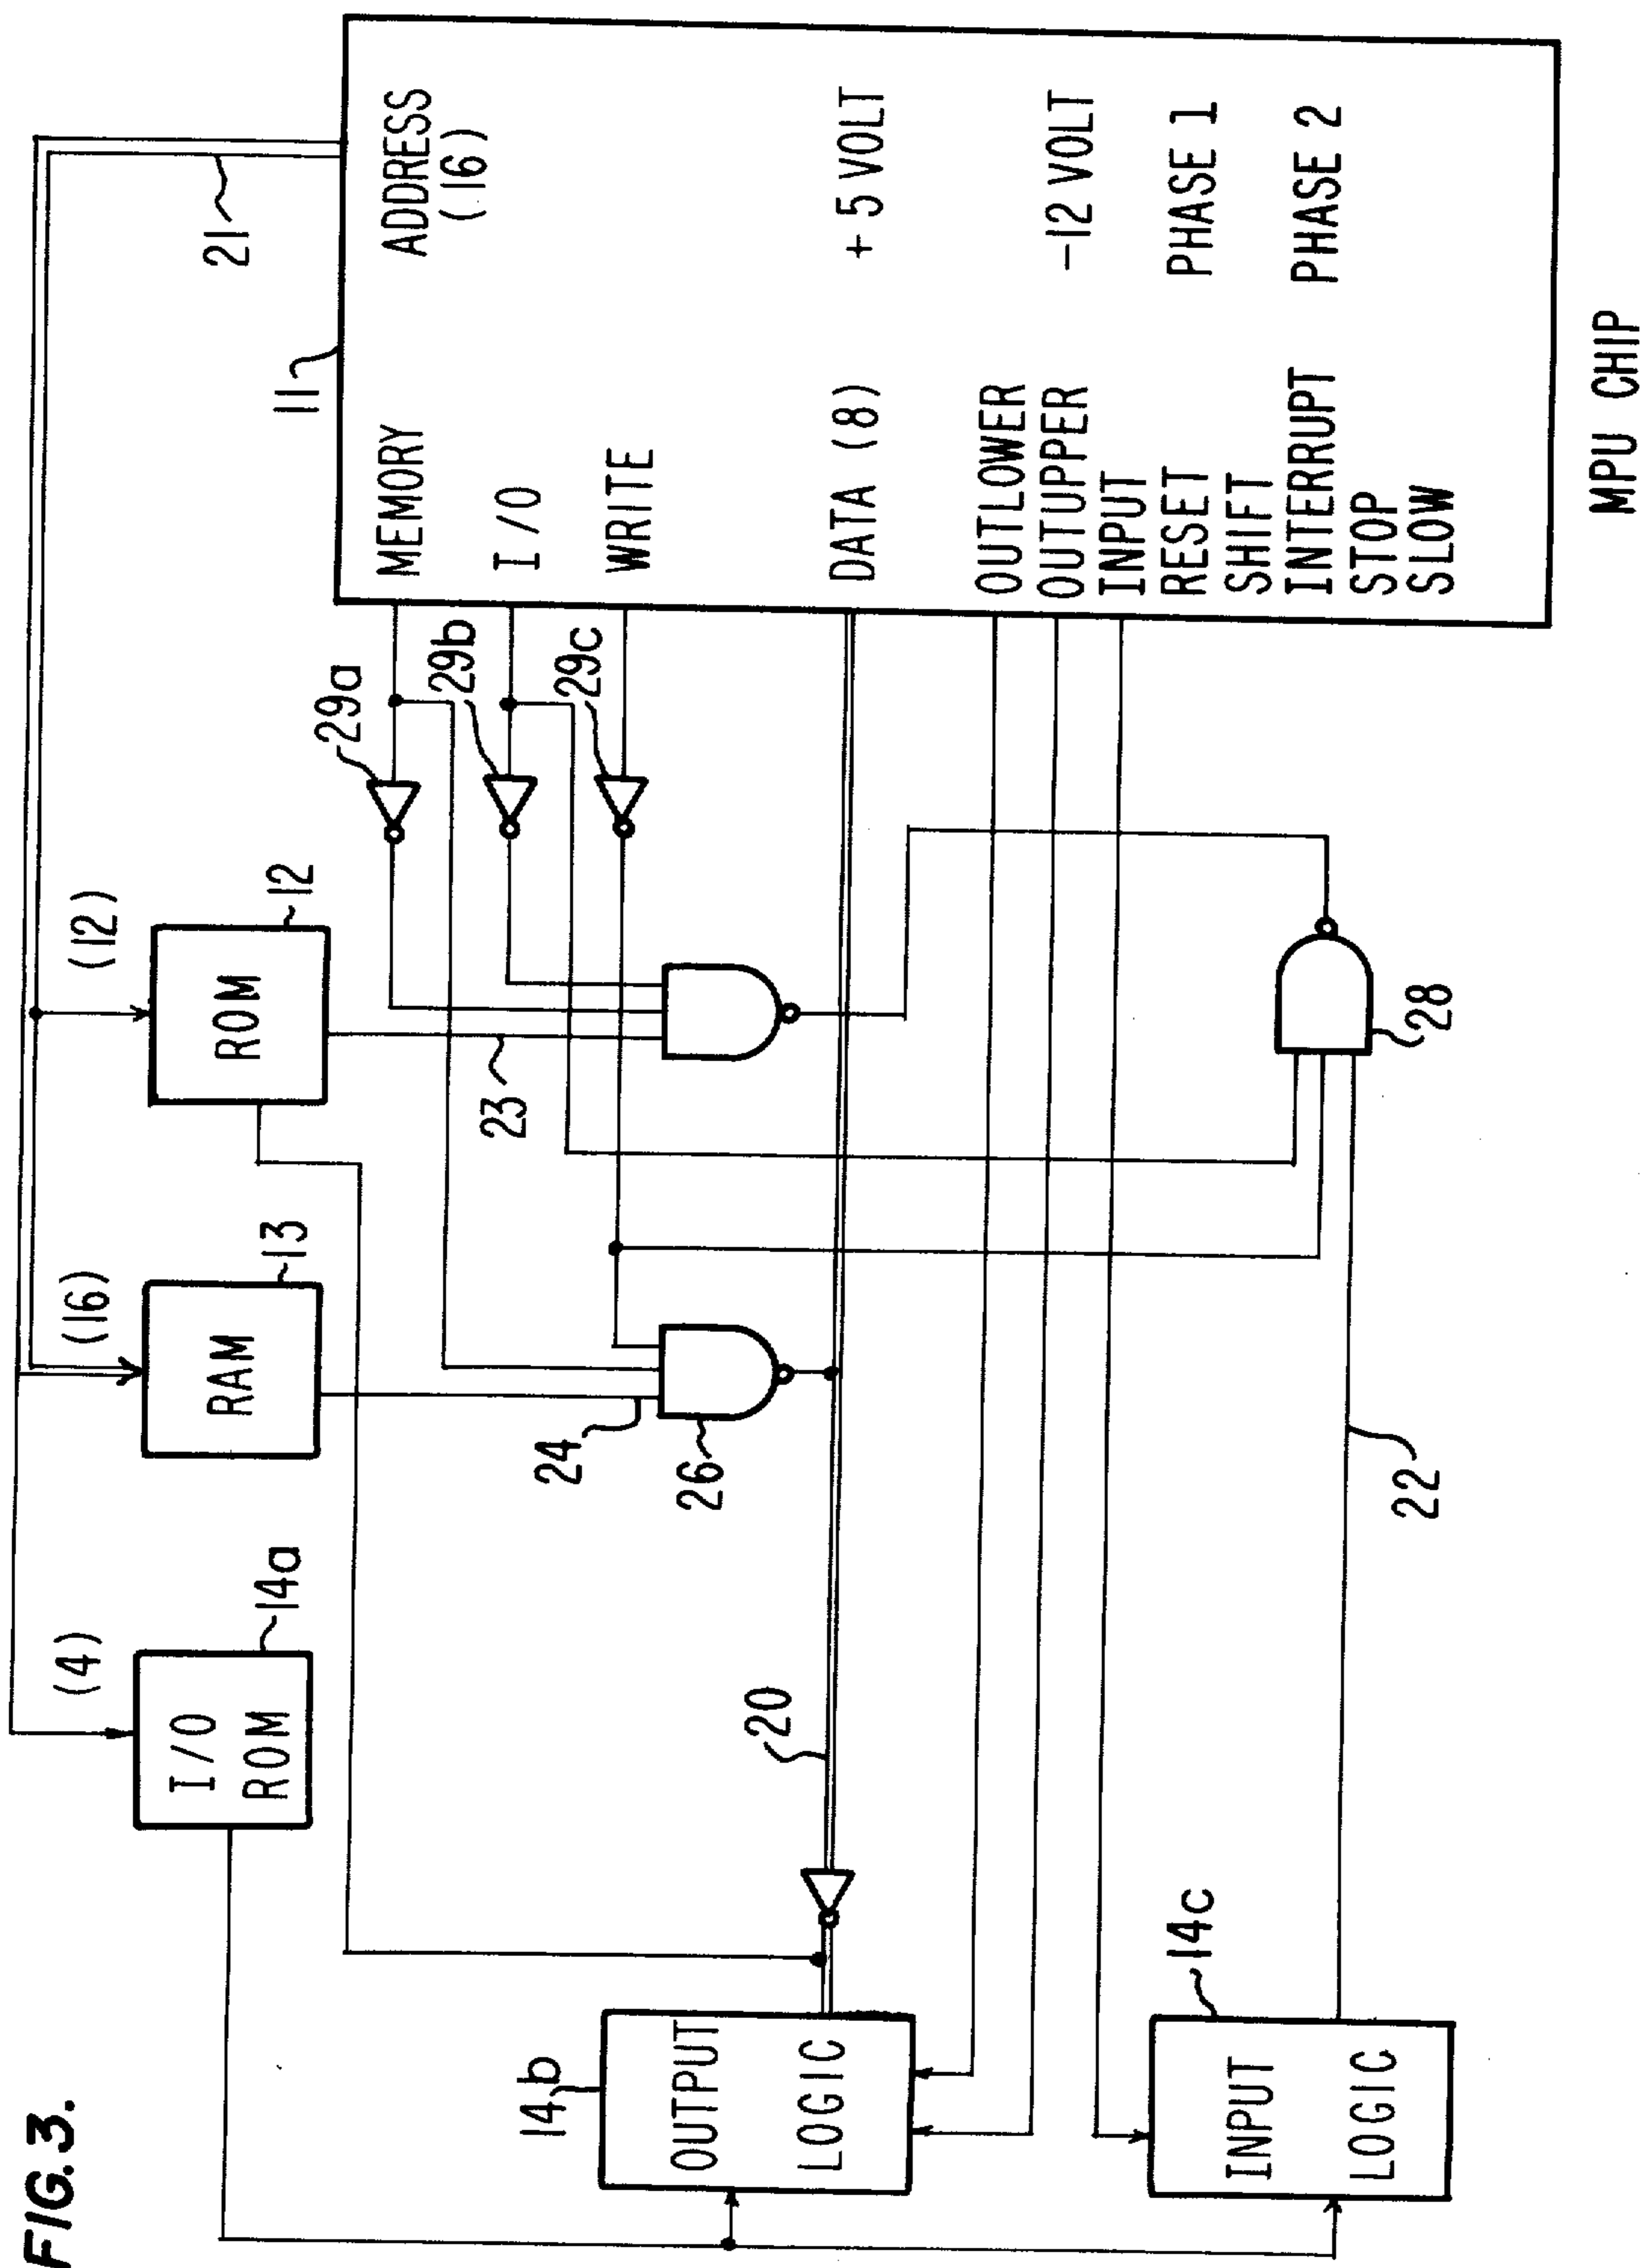 FIG. 3.
I/O
ROM
14a
(4)
RAM
13
(16)
ROM
12
(12)
21
11
MEMORY
I/O
WRITE
DATA (8)
OUTLOWER
OUTUPPER
INPUT
RESET
SHIFT
INTERRUPT
STOP
SLOW
ADDRESS
(16)
+ 5 VOLT
-12 VOLT
PHASE 1
PHASE 2
MPU CHIP
29a
29b
29c
23
24
26
28
20
22
14b
OUTPUT
LOGIC
14c
INPUT
LOGIC